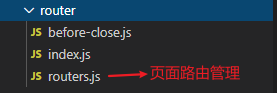 router
JS before-close.js
JS index.js
JS routers.js 页面路由管理